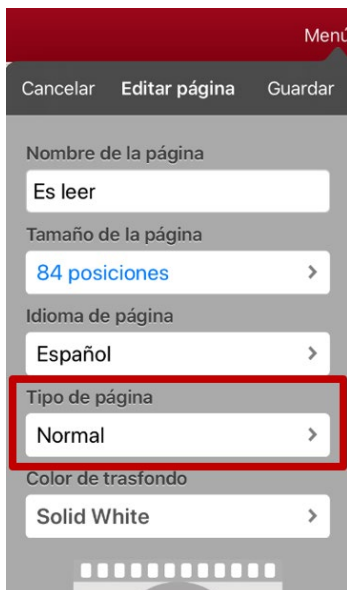 Menú
Cancelar Editar página Guardar
Nombre de la página
Es leer
Tamaño de la página
84 posiciones
Idioma de página
Español
Tipo de página
Normal
Color de trasfondo
Solid White